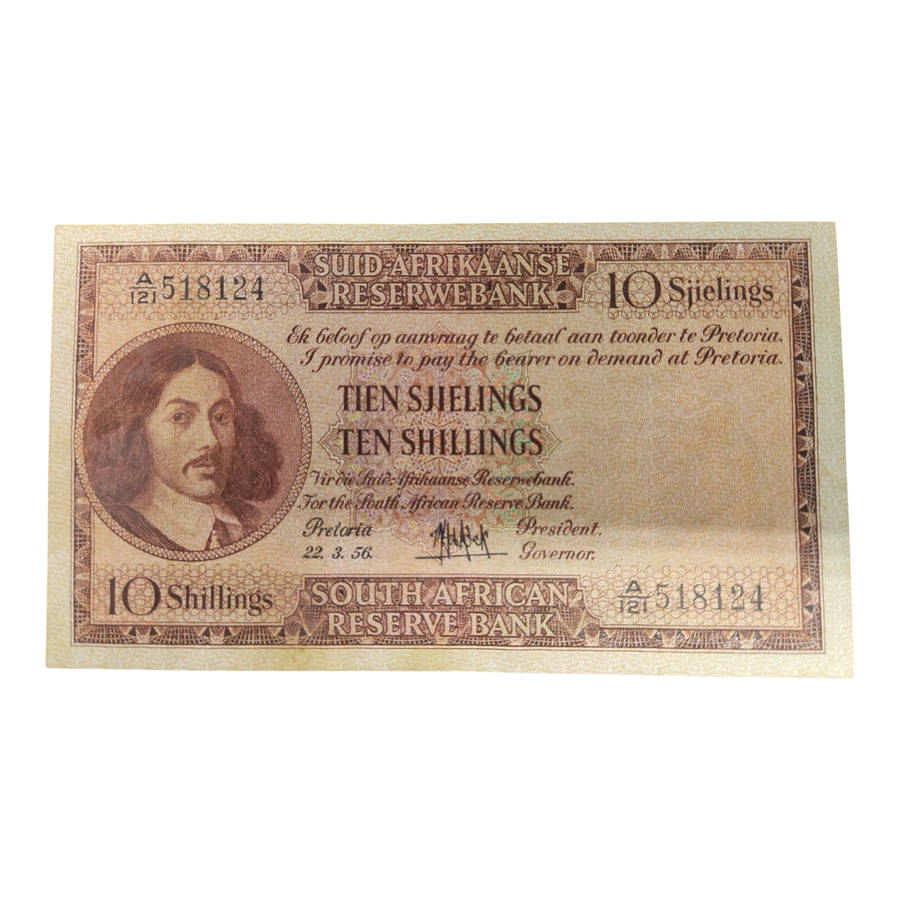 SUID-AFRIKAANSE
RESERWEBANK
A/121 518124
10 Sjielings
Ek beloof op aanvraag te betaal aan toonder te Pretoria.
I promise to pay the bearer on demand at Pretoria.
TIEN SJIELINGS
TEN SHILLINGS
Vir die Suid-Afrikaanse Reserwebank.
For the South African Reserve Bank.
Pretoria President.
22. 3. 56. Governor.
10 Shillings
SOUTH AFRICAN
RESERVE BANK
A/121 518124